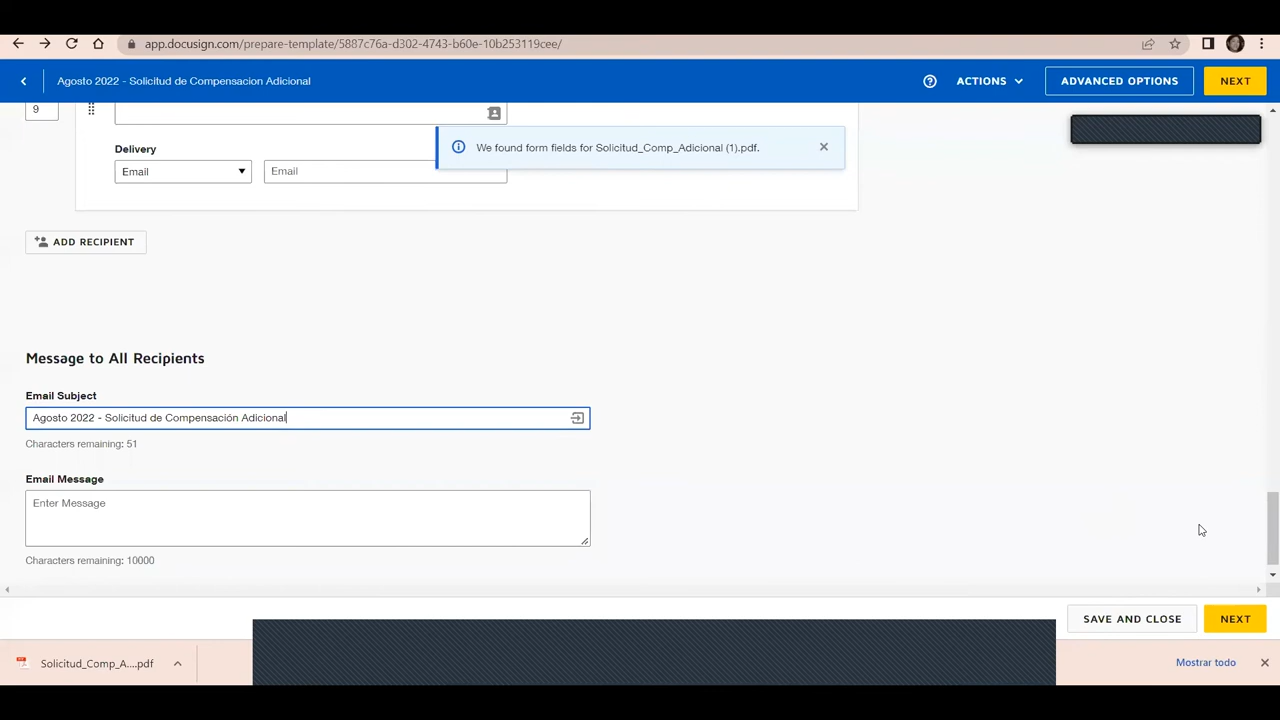 app.docusign.com/prepare-template/5887c76a-d302-4743-b60e-10b253119cee/
Agosto 2022 - Solicitud de Compensacion Adicional
ACTIONS
ADVANCED OPTIONS
NEXT
9
We found form fields for Solicitud_Comp_Adicional (1).pdf.
Delivery
Email
Email
ADD RECIPIENT
Message to All Recipients
Email Subject
Agosto 2022 - Solicitud de Compensación Adicional
Characters remaining: 51
Email Message
Enter Message
Characters remaining: 10000
SAVE AND CLOSE
NEXT
Solicitud_Comp_A....pdf
Mostrar todo